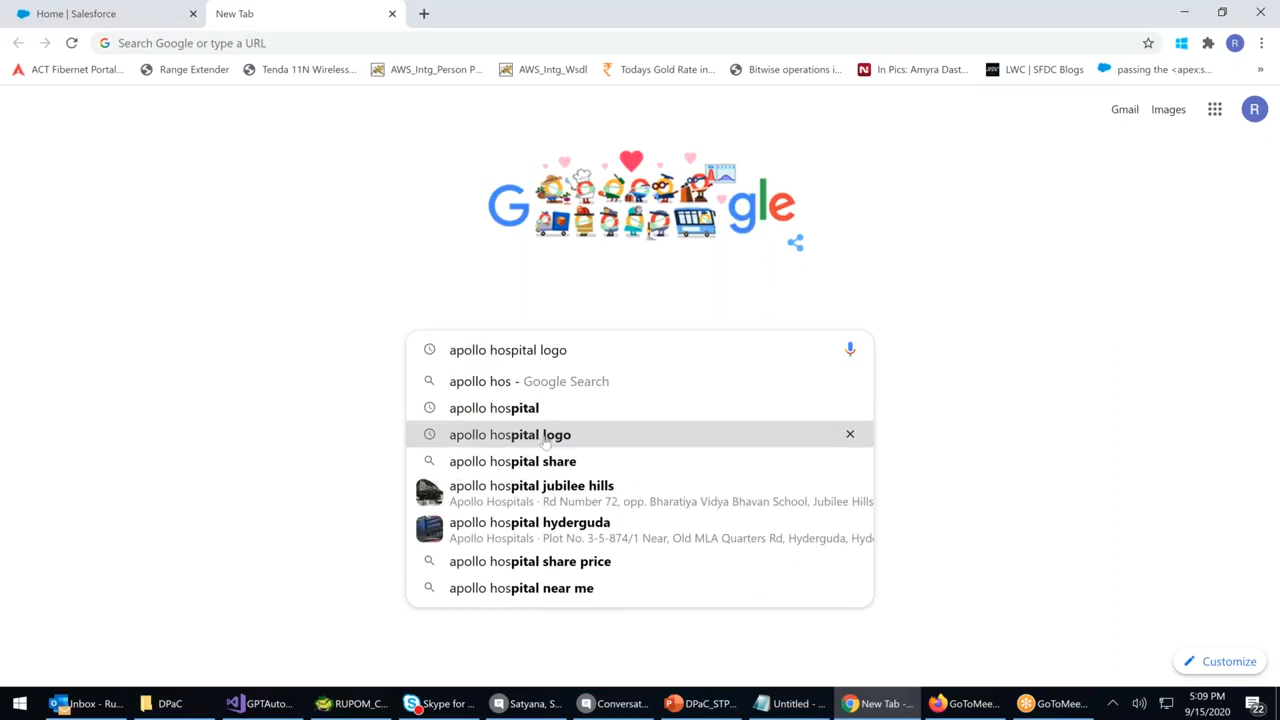 Home | Salesforce
New Tab
Search Google or type a URL
R
ACT Fibernet Portal...
Range Extender
Tenda 11N Wireless...
AWS_Intg_Person P...
AWS_Intg_Wsdl
Todays Gold Rate in...
Bitwise operations i...
In Pics: Amyra Dast...
LWC | SFDC Blogs
passing the <apex:s...
»
Gmail
Images
R
Google
apollo hospital logo
apollo hos - Google Search
apollo hospital
apollo hospital logo
apollo hospital share
apollo hospital jubilee hills
Apollo Hospitals · Rd Number 72, opp. Bharatiya Vidya Bhavan School, Jubilee Hills
apollo hospital hyderguda
Apollo Hospitals · Plot No. 3-5-874/1 Near, Old MLA Quarters Rd, Hyderguda, Hyde
apollo hospital share price
apollo hospital near me
Customize
Inbox - Ru...
DPaC
GPTAuto...
RUPOM_C...
Skype for ...
Satyana, S...
Conversat...
DPaC_STP...
Untitled - ...
New Tab -...
GoToMee...
GoToMee...
5:09 PM
9/15/2020
22